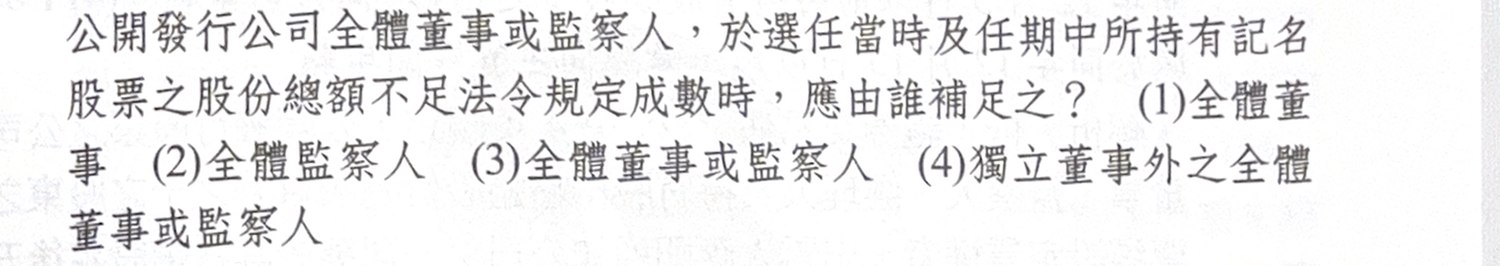 公開發行公司全體董事或監察人，於選任當時及任期中所持有記名
股票之股份總額不足法令規定成數時，應由誰補足之？　(1)全體董
事　(2)全體監察人　(3)全體董事或監察人　(4)獨立董事外之全體
董事或監察人